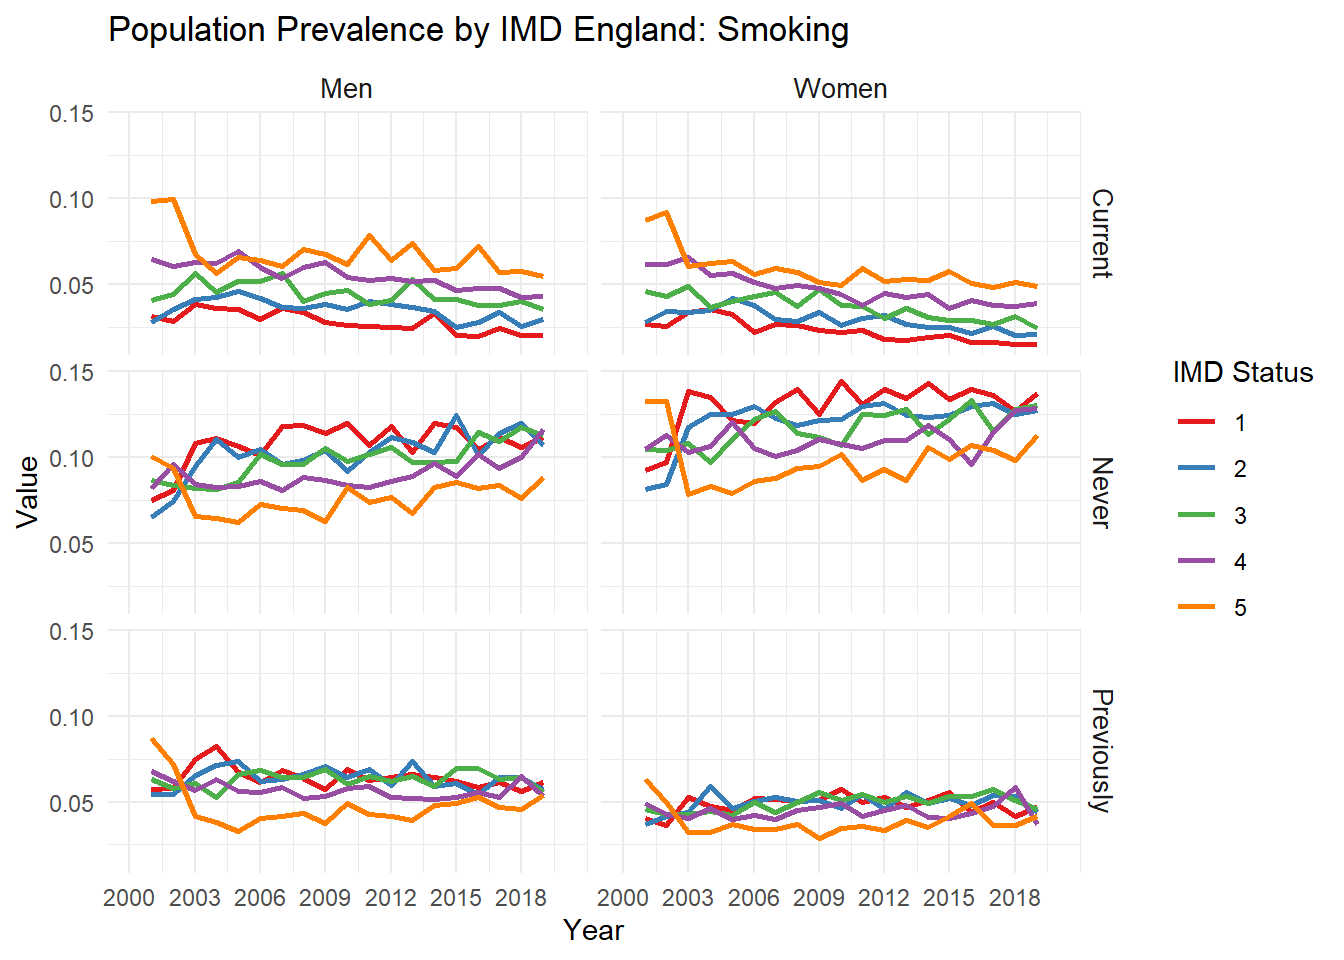 Population Prevalence by IMD England: Smoking
Men
Women
0.15
0.10
0.05
Current
0.15
0.10
0.05
Never
0.15
0.10
0.05
Previously
Value
2000 2003 2006 2009 2012 2015 2018
2000 2003 2006 2009 2012 2015 2018
Year
IMD Status
1
2
3
4
5